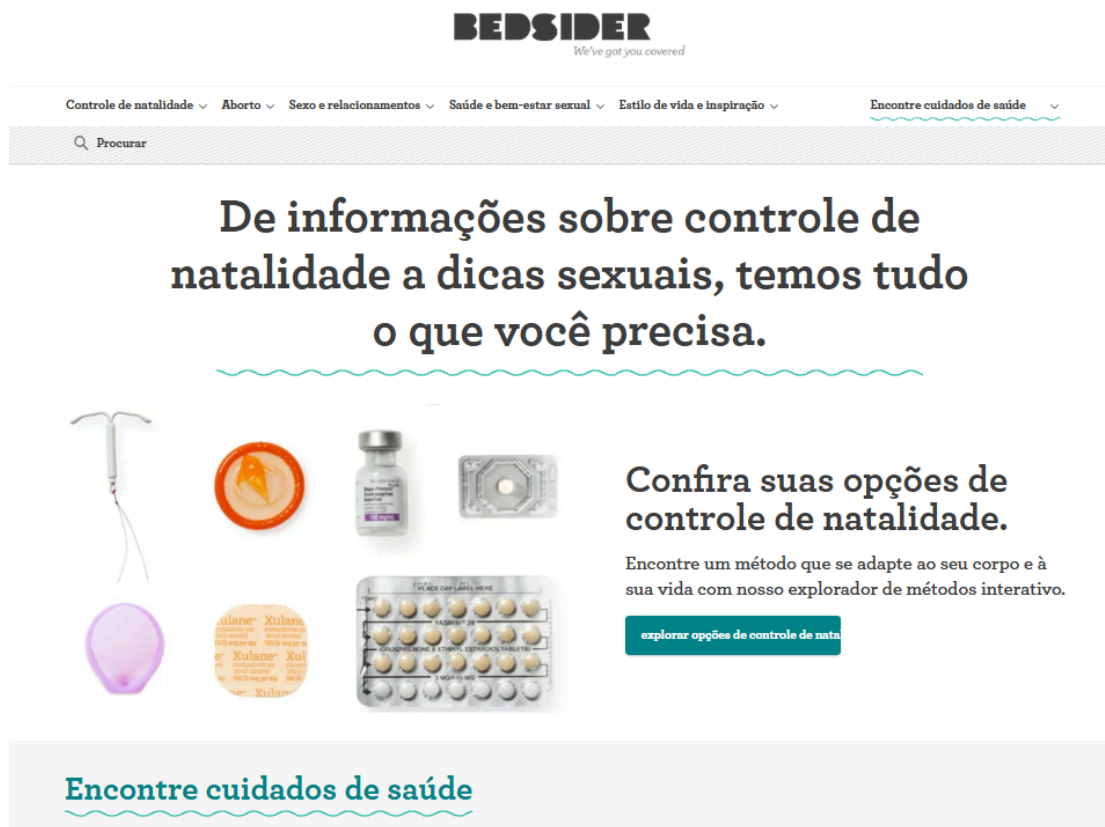 BEDSIDER
We've got you covered
Controle de natalidade Aborto Sexo e relacionamentos Saúde e bem-estar sexual Estilo de vida e inspiração Encontre cuidados de saúde
Procurar
De informações sobre controle de
natalidade a dicas sexuais, temos tudo
o que você precisa.
Confira suas opções de
controle de natalidade.
Encontre um método que se adapte ao seu corpo e à
sua vida com nosso explorador de métodos interativo.
explorar opções de controle de nata
PLACE DAY LABEL HERE
YASMIN 28
(DROSPIRENONE & ETHINYL ESTRADIOL TABLETS)
Xulane
Xulane
Xulane
Encontre cuidados de saúde